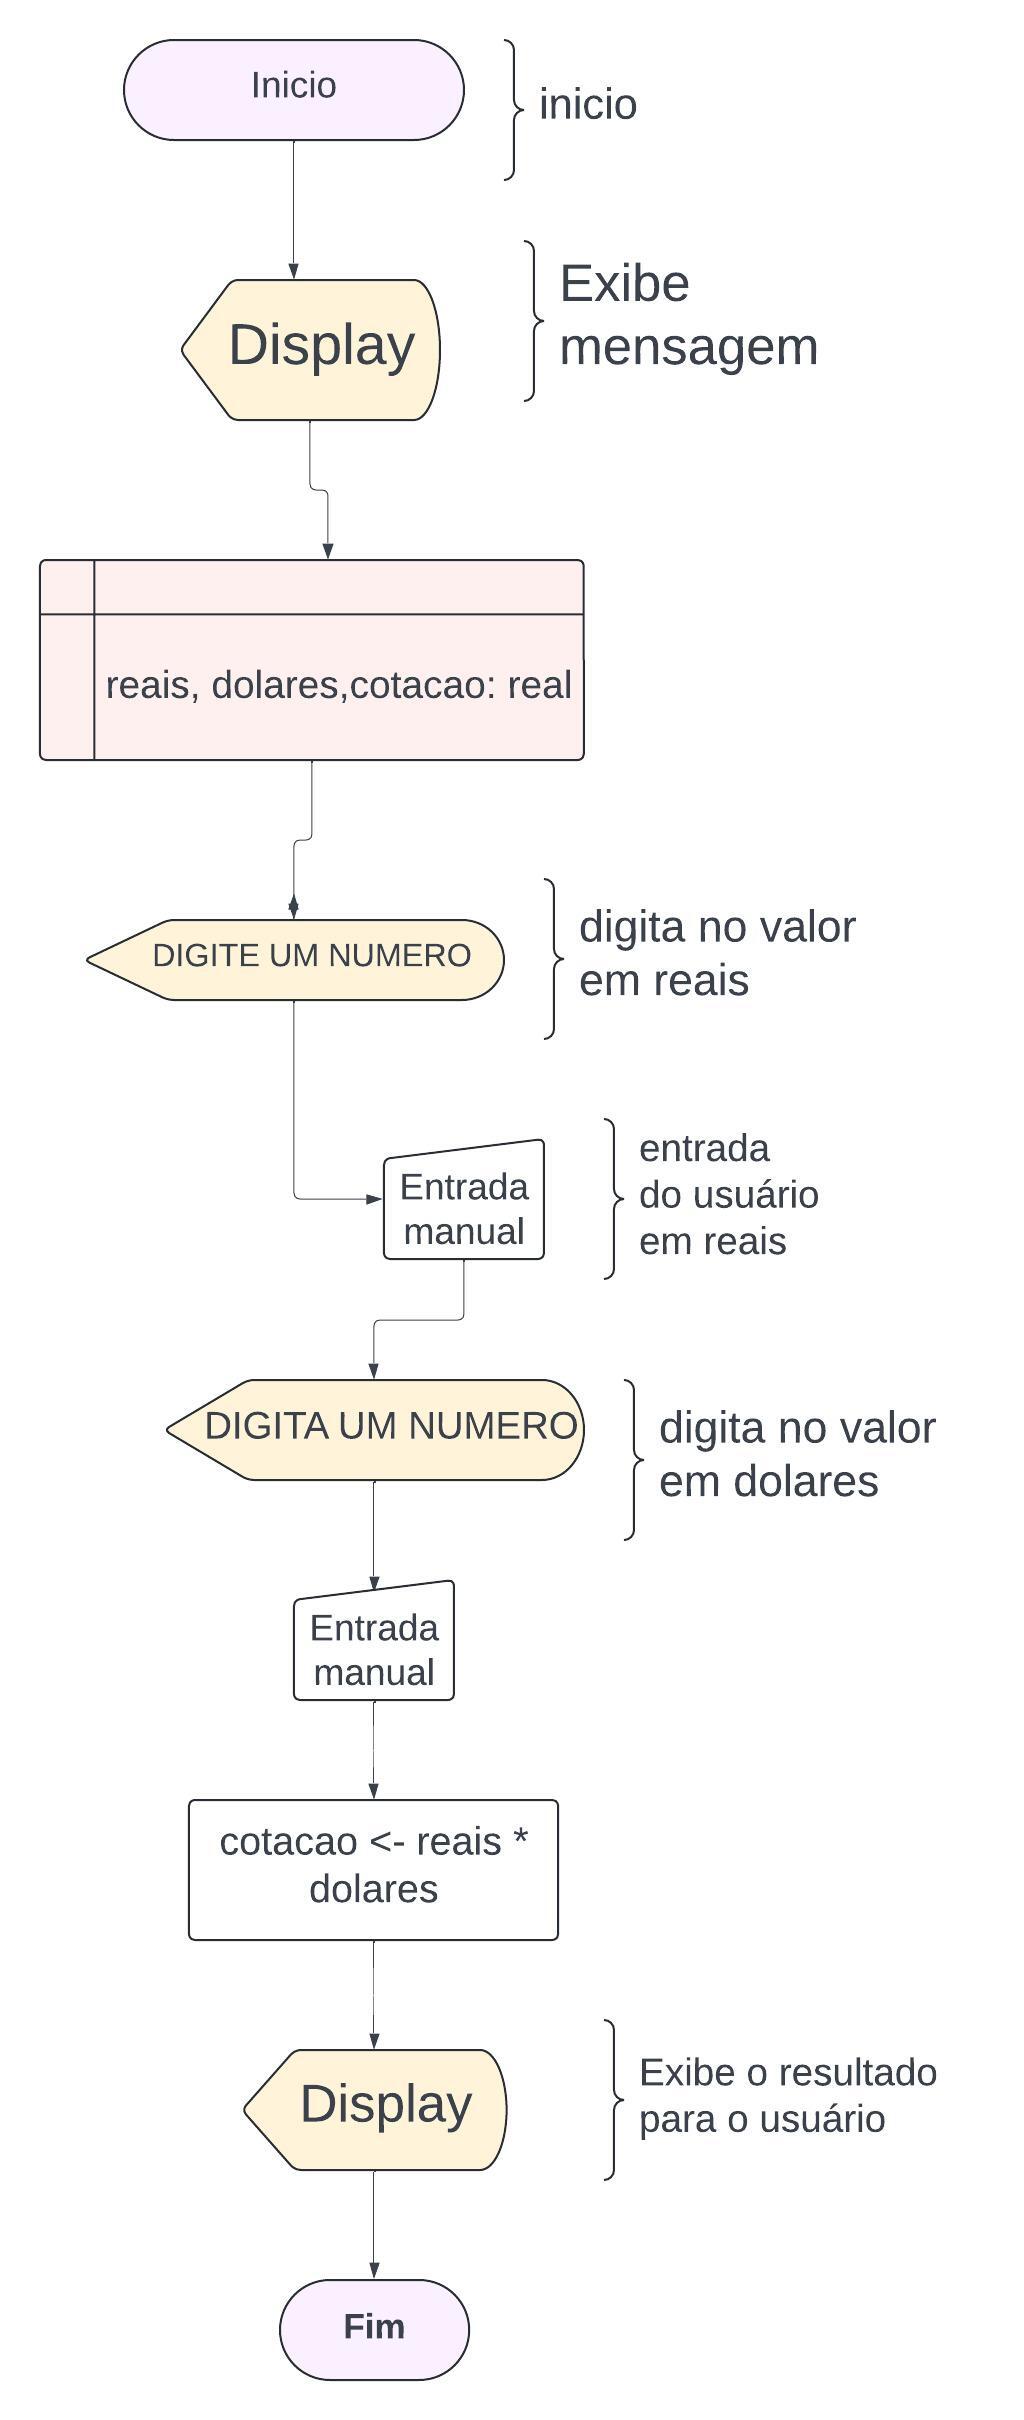 Inicio
inicio
Display
Exibe
mensagem
reais, dolares,cotacao: real
DIGITE UM NUMERO
digita no valor
em reais
Entrada
manual
entrada
do usuário
em reais
DIGITA UM NUMERO
digita no valor
em dolares
Entrada
manual
cotacao <- reais *
dolares
Display
Exibe o resultado
para o usuário
Fim